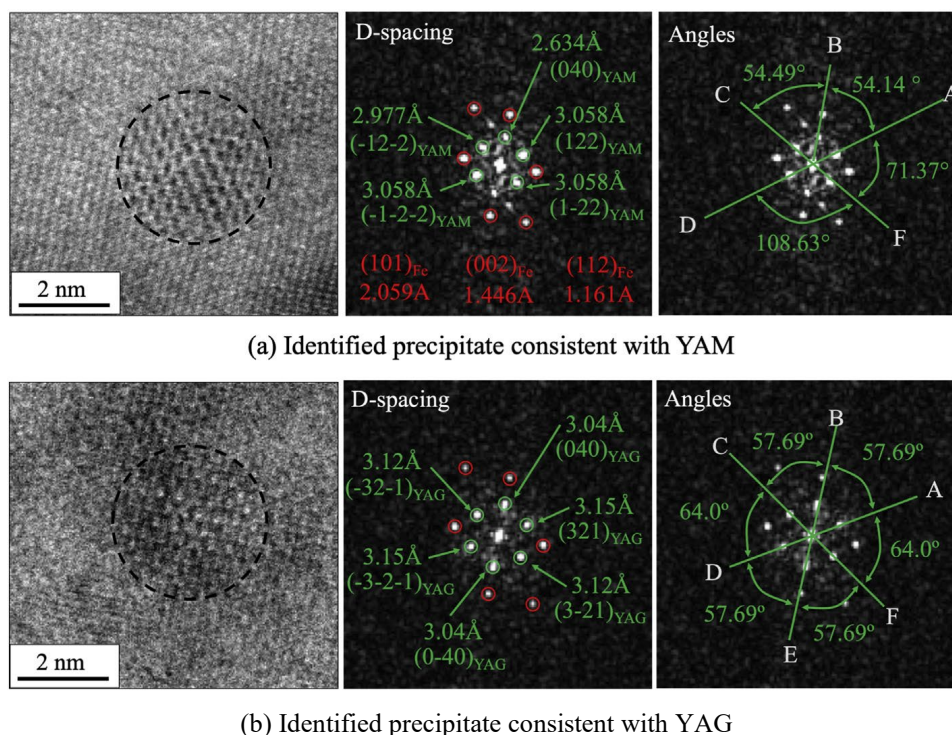 D-spacing
2.634Å
(040)YAM
2.977Å
(-12-2)YAM
3.058Å
(122)YAM
3.058Å
(-1-2-2)YAM
3.058Å
(1-22)YAM
(101)Fe (002)Fe (112)Fe
2.059A 1.446A 1.161A
2 nm
Angles
B
54.49° 54.14 °
C A
71.37°
D F
108.63°
(a) Identified precipitate consistent with YAM
D-spacing
3.04Å
(040)YAG
3.12Å
(-32-1)YAG
3.15Å
(321)YAG
3.15Å
(-3-2-1)YAG
3.12Å
(3-21)YAG
3.04Å
(0-40)YAG
2 nm
Angles
B
57.69º 57.69º
C A
64.0º 64.0º
D F
57.69º 57.69º
E
(b) Identified precipitate consistent with YAG